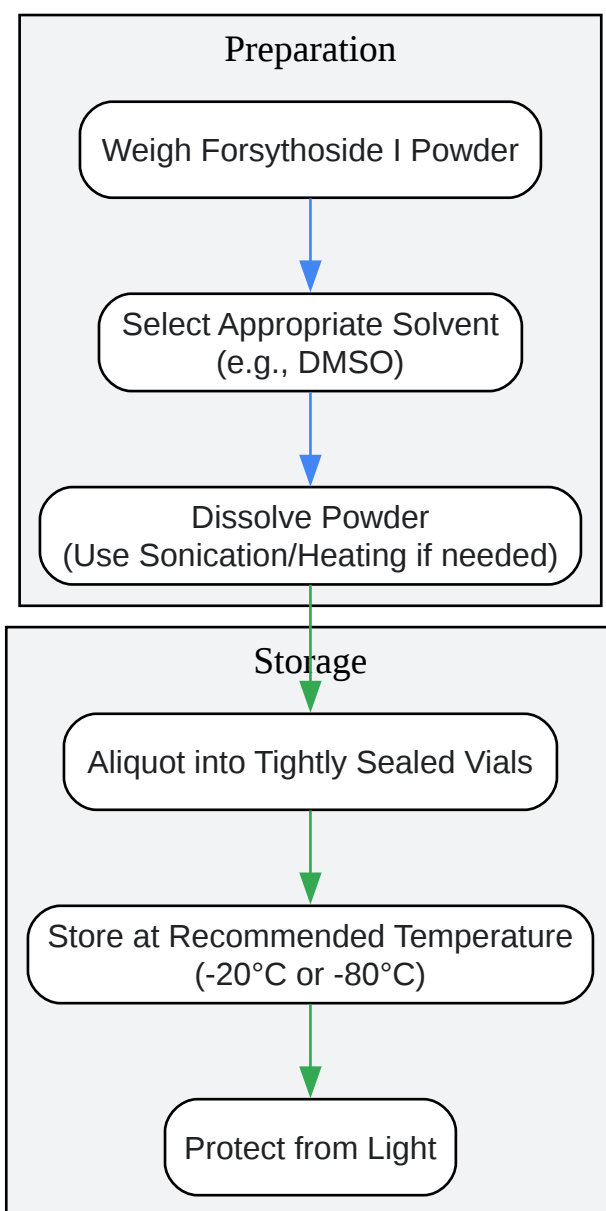 Preparation
Weigh Forsythoside I Powder
Select Appropriate Solvent
(e.g., DMSO)
Dissolve Powder
(Use Sonication/Heating if needed)
Storage
Aliquot into Tightly Sealed Vials
Store at Recommended Temperature
(-20°C or -80°C)
Protect from Light